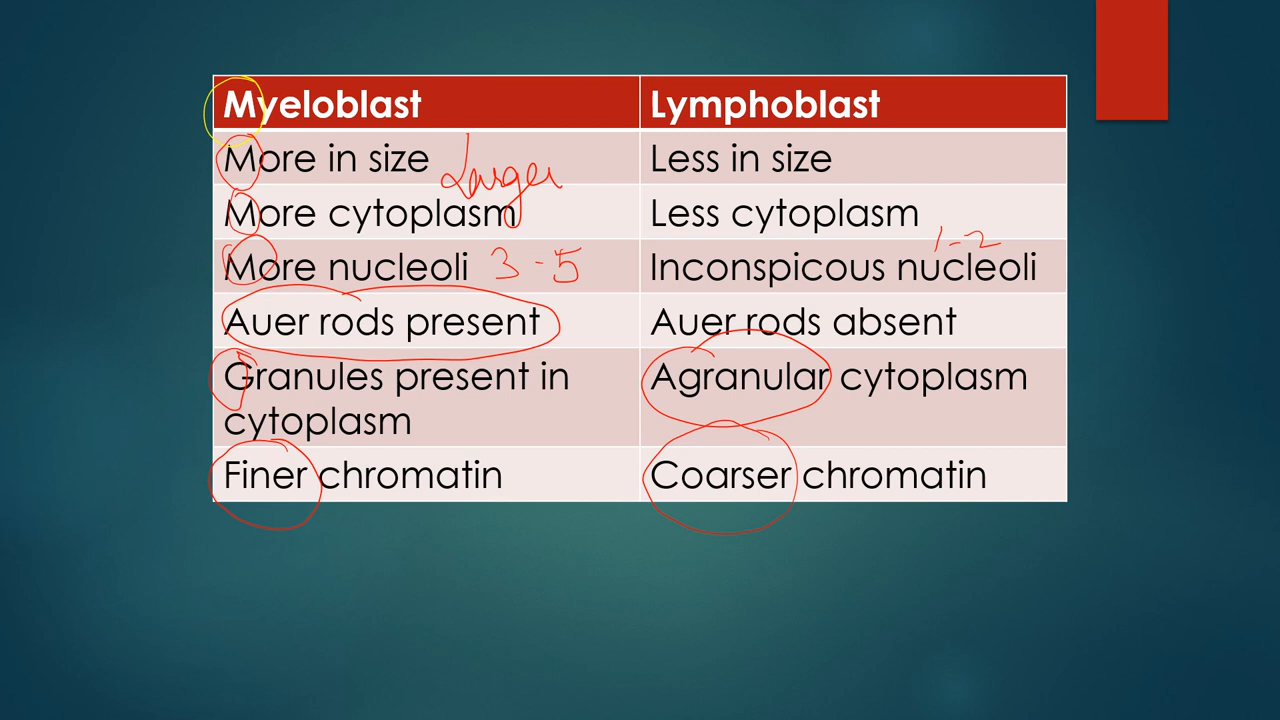 Myeloblast Lymphoblast
More in size Larger Less in size
More cytoplasm Less cytoplasm
1-2
More nucleoli 3-5 Inconspicous nucleoli
Auer rods present Auer rods absent
Granules present in Agranular cytoplasm
cytoplasm
Finer chromatin Coarser chromatin